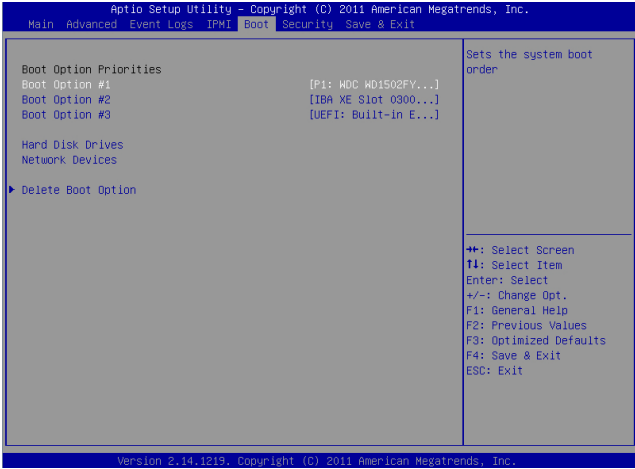 Aptio Setup Utility – Copyright (C) 2011 American Megatrends, Inc.
Main Advanced Event Logs IPMI Boot Security Save & Exit
Boot Option Priorities
Boot Option #1 [P1: WDC WD1502FY...]
Boot Option #2 [IBA XE Slot 0300...]
Boot Option #3 [UEFI: Built-in E...]
Hard Disk Drives
Network Devices
Delete Boot Option
Sets the system boot
order
→←: Select Screen
↑↓: Select Item
Enter: Select
+/-: Change Opt.
F1: General Help
F2: Previous Values
F3: Optimized Defaults
F4: Save & Exit
ESC: Exit
Version 2.14.1219. Copyright (C) 2011 American Megatrends, Inc.